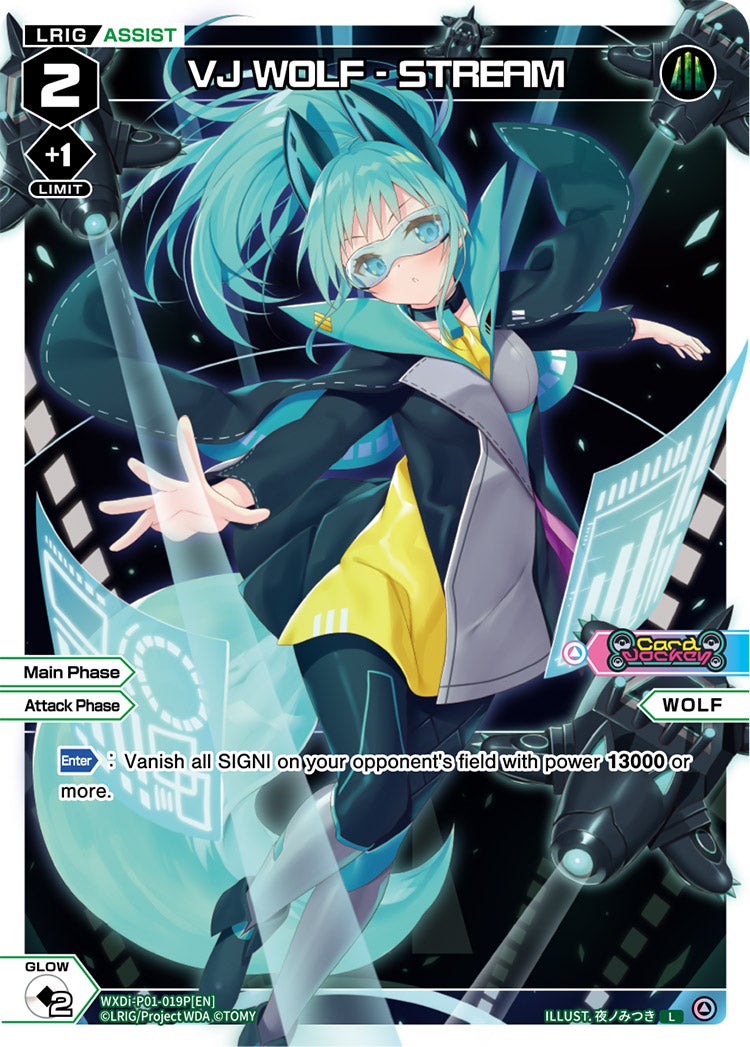 LRIG ASSIST
2
VJ WOLF - STREAM
+1
LIMIT
Card
Jockey
Main Phase
Attack Phase
WOLF
Enter : Vanish all SIGNI on your opponent's field with power 13000 or
more.
GLOW
2
WXDi-P01-019P[EN]
©LRIG/Project WDA ©TOMY
ILLUST. 夜ノみつき L